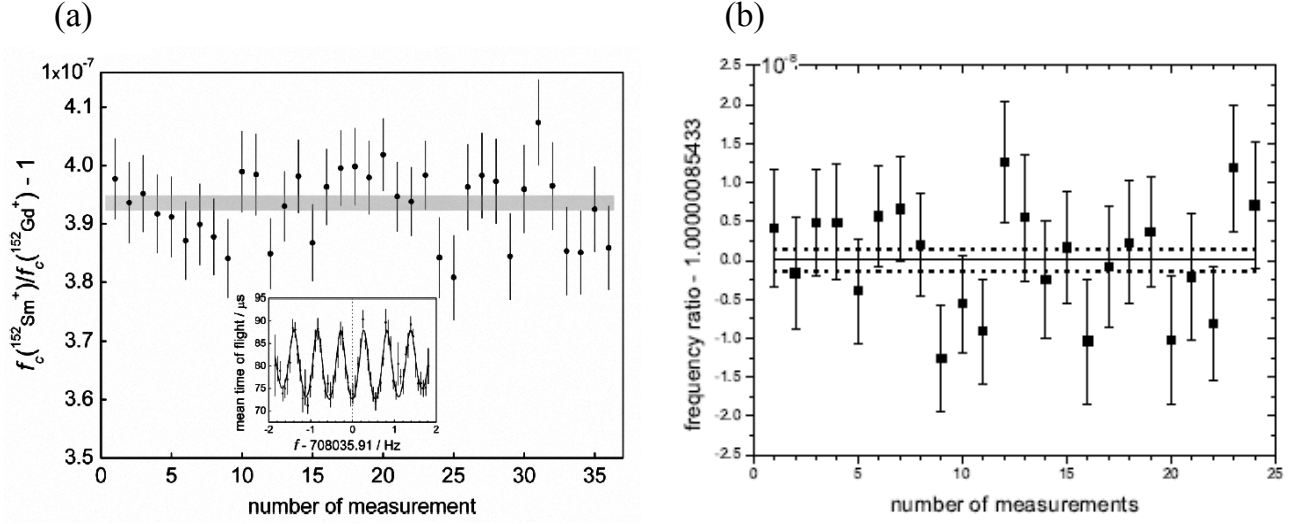 (a)
1x10⁻⁷
4.1
4.0
3.9
3.8
3.7
3.6
3.5
f_c(¹⁵²Sm⁺)/f_c(¹⁵²Gd⁺) − 1
0 5 10 15 20 25 30 35
number of measurement
95
90
85
80
75
70
mean time of flight / µs
-2 -1 0 1 2
f - 708035.91 / Hz
(b)
10⁻⁸
2.5
2.0
1.5
1.0
0.5
0.0
-0.5
-1.0
-1.5
-2.0
-2.5
frequency ratio - 1.0000085433
0 5 10 15 20 25
number of measurements